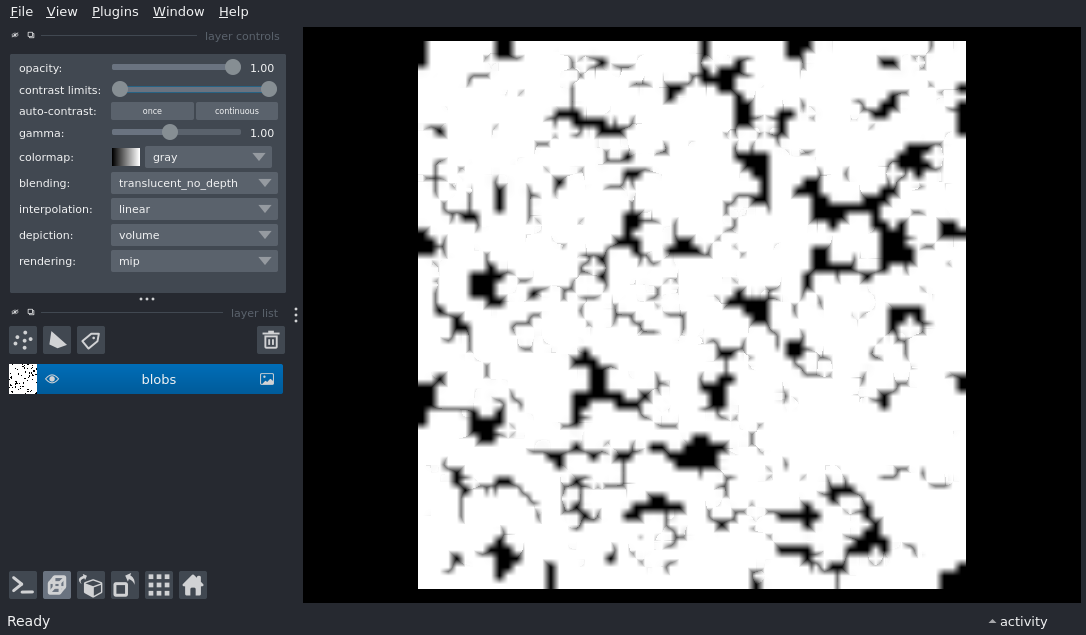 File View Plugins Window Help
layer controls
opacity: 1.00
contrast limits:
auto-contrast: once continuous
gamma: 1.00
colormap: gray
blending: translucent_no_depth
interpolation: linear
depiction: volume
rendering: mip
layer list
blobs
Ready activity